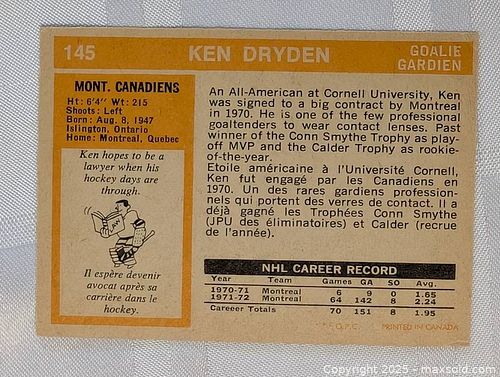 145
KEN DRYDEN
GOALIE
GARDIEN
MONT. CANADIENS
Ht: 6'4" Wt: 215
Shoots: Left
Born: Aug. 8, 1947
Islington, Ontario
Home: Montreal, Quebec
Ken hopes to be a
lawyer when his
hockey days are
through.
LAW
Il espère devenir
avocat après sa
carrière dans le
hockey.
An All-American at Cornell University, Ken
was signed to a big contract by Montreal
in 1970. He is one of the few professional
goaltenders to wear contact lenses. Past
winner of the Conn Smythe Trophy as play-
off MVP and the Calder Trophy as rookie-
of-the-year.
Etoile américaine à l'Université Cornell,
Ken fut engagé par les Canadiens en
1970. Un des rares gardiens profession-
nels qui portent des verres de contact. Il a
déjà gagné les Trophées Conn Smythe
(JPU des éliminatoires) et Calder (recrue
de l'année).
NHL CAREER RECORD
Year Team Games GA SO Avg.
1970-71 Montreal 6 9 0 1.65
1971-72 Montreal 64 142 8 2.24
Career Totals 70 151 8 1.95
O.P.C. PRINTED IN CANADA
Copyright 2025 - maxsold.com